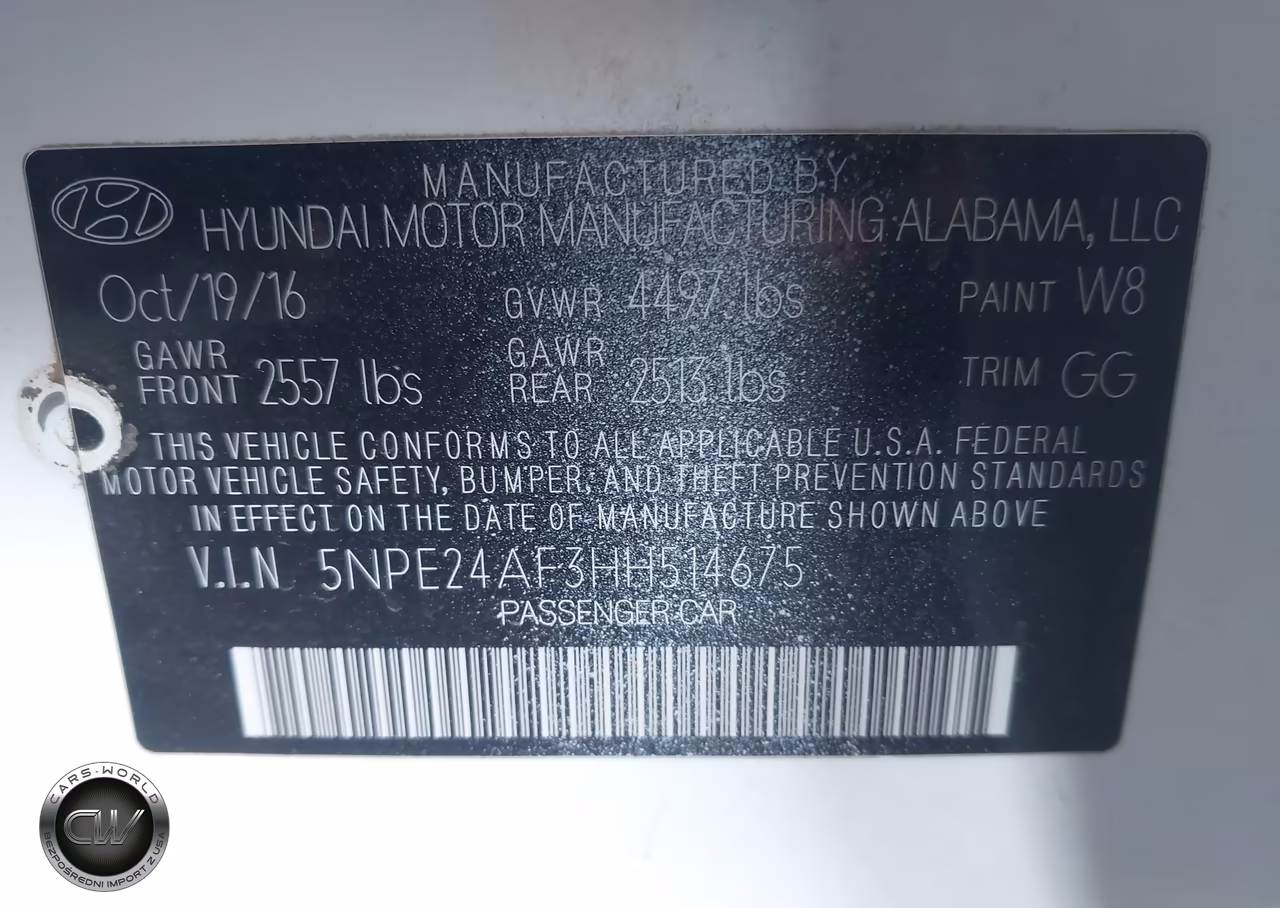 MANUFACTURED BY
HYUNDAI MOTOR MANUFACTURING ALABAMA, LLC
Oct/19/16 GVWR 4497 lbs PAINT W8
GAWR FRONT 2557 lbs GAWR REAR 2513 lbs TRIM GG
THIS VEHICLE CONFORMS TO ALL APPLICABLE U.S.A. FEDERAL
MOTOR VEHICLE SAFETY, BUMPER, AND THEFT PREVENTION STANDARDS
IN EFFECT ON THE DATE OF MANUFACTURE SHOWN ABOVE
V.I.N 5NPE24AF3HH514675
PASSENGER CAR
CARS-WORLD
CW
BEZPOŚREDNI IMPORT Z USA